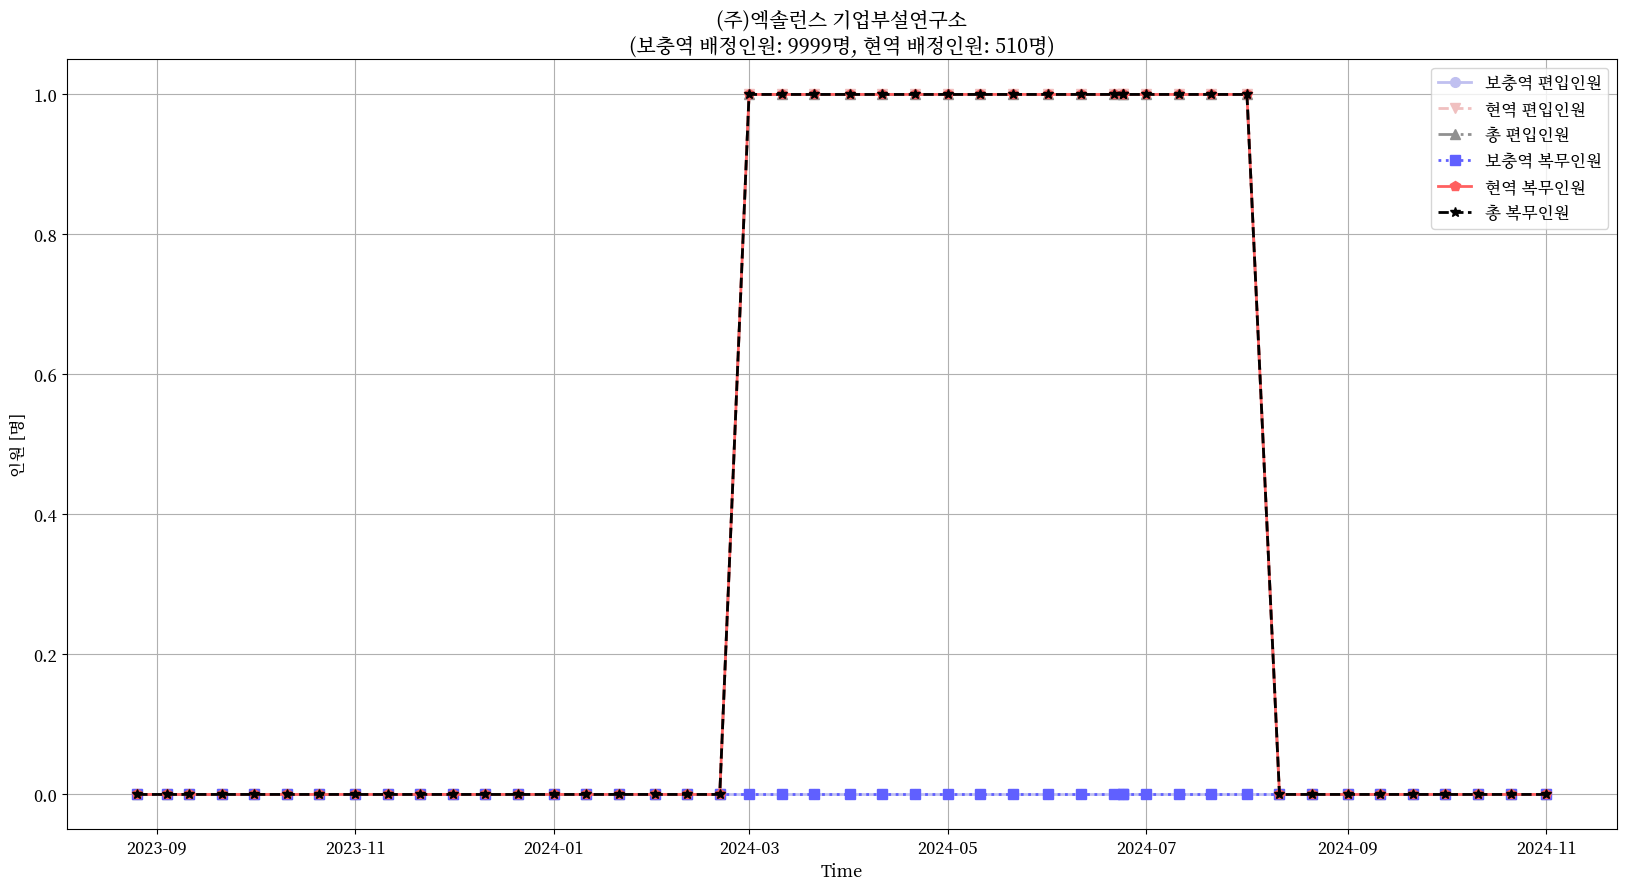 (주)엑솔런스 기업부설연구소
(보충역 배정인원: 9999명, 현역 배정인원: 510명)
보충역 편입인원
현역 편입인원
총 편입인원
보충역 복무인원
현역 복무인원
총 복무인원
1.0
0.8
0.6
0.4
0.2
0.0
인원 [명]
2023-09
2023-11
2024-01
2024-03
2024-05
2024-07
2024-09
2024-11
Time